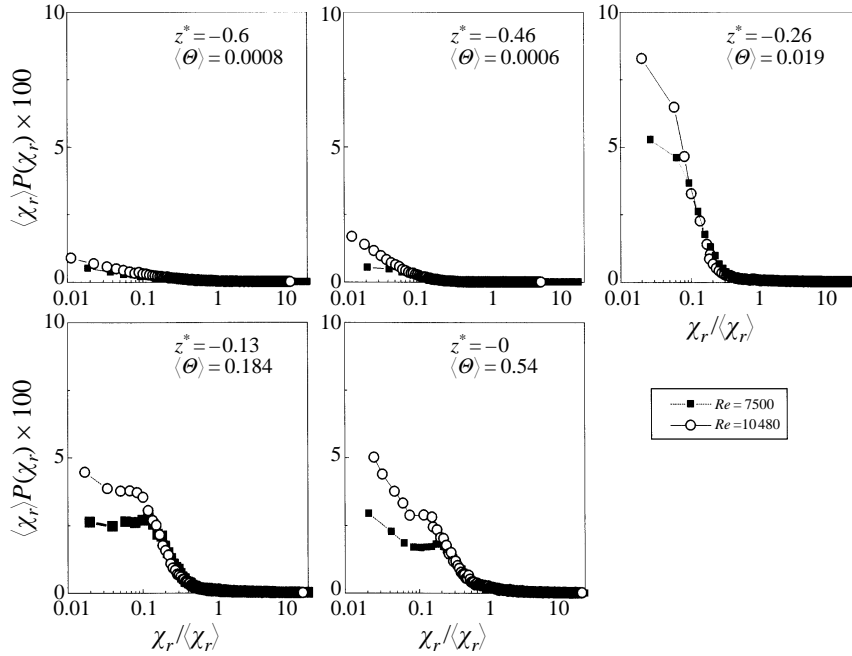 10
z* = −0.6
⟨Θ⟩ = 0.0008
5
⟨χr⟩P(χr) × 100
0
0.01
0.1
1
10
10
z* = −0.46
⟨Θ⟩ = 0.0006
5
0
0.01
0.1
1
10
10
z* = −0.26
⟨Θ⟩ = 0.019
5
0
0.01
0.1
1
10
χr/⟨χr⟩
10
z* = −0.13
⟨Θ⟩ = 0.184
5
⟨χr⟩P(χr) × 100
0
0.01
0.1
1
10
χr/⟨χr⟩
10
z* = −0
⟨Θ⟩ = 0.54
5
0
0.01
0.1
1
10
χr/⟨χr⟩
Re = 7500
Re = 10 480